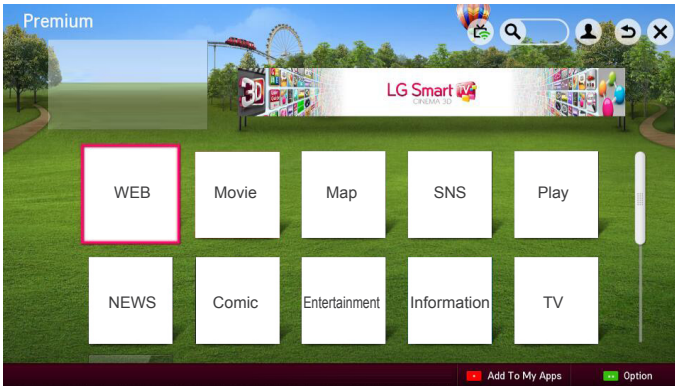 Premium
3D
LG Smart TV
CINEMA 3D
WEB Movie Map SNS Play
NEWS Comic Entertainment Information TV
Add To My Apps Option